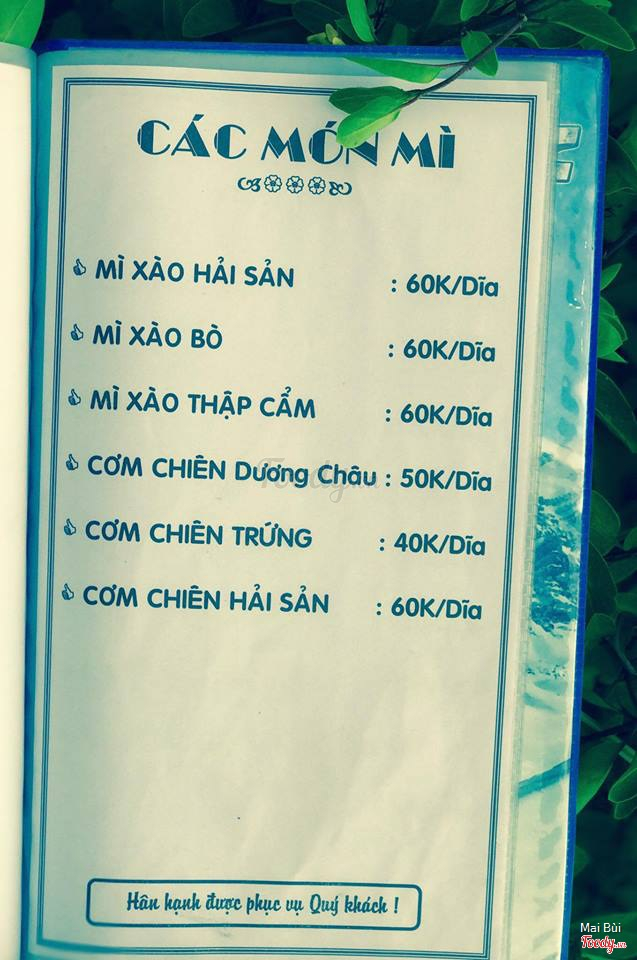 CÁC MÓN MÌ
MÌ XÀO HẢI SẢN : 60K/Dĩa
MÌ XÀO BÒ : 60K/Dĩa
MÌ XÀO THẬP CẨM : 60K/Dĩa
CƠM CHIÊN Dương Châu : 50K/Dĩa
CƠM CHIÊN TRỨNG : 40K/Dĩa
CƠM CHIÊN HẢI SẢN : 60K/Dĩa
Hân hạnh được phục vụ Quý khách !
Mai Bùi
Foody.vn